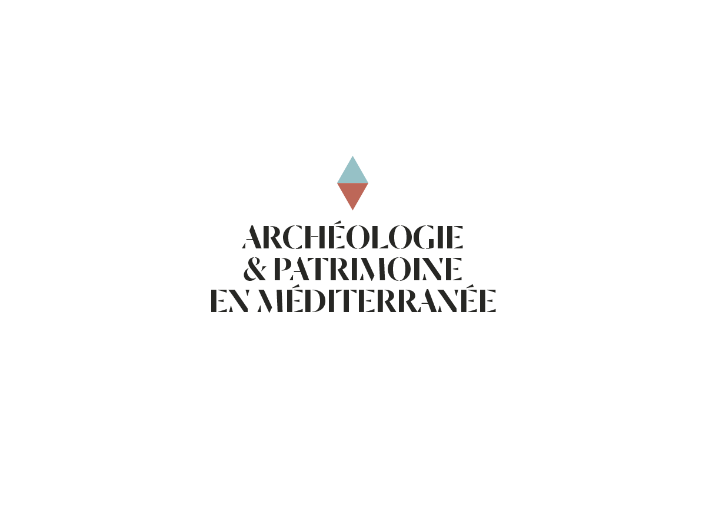 ARCHÉOLOGIE
& PATRIMOINE
EN MÉDITERRANÉE